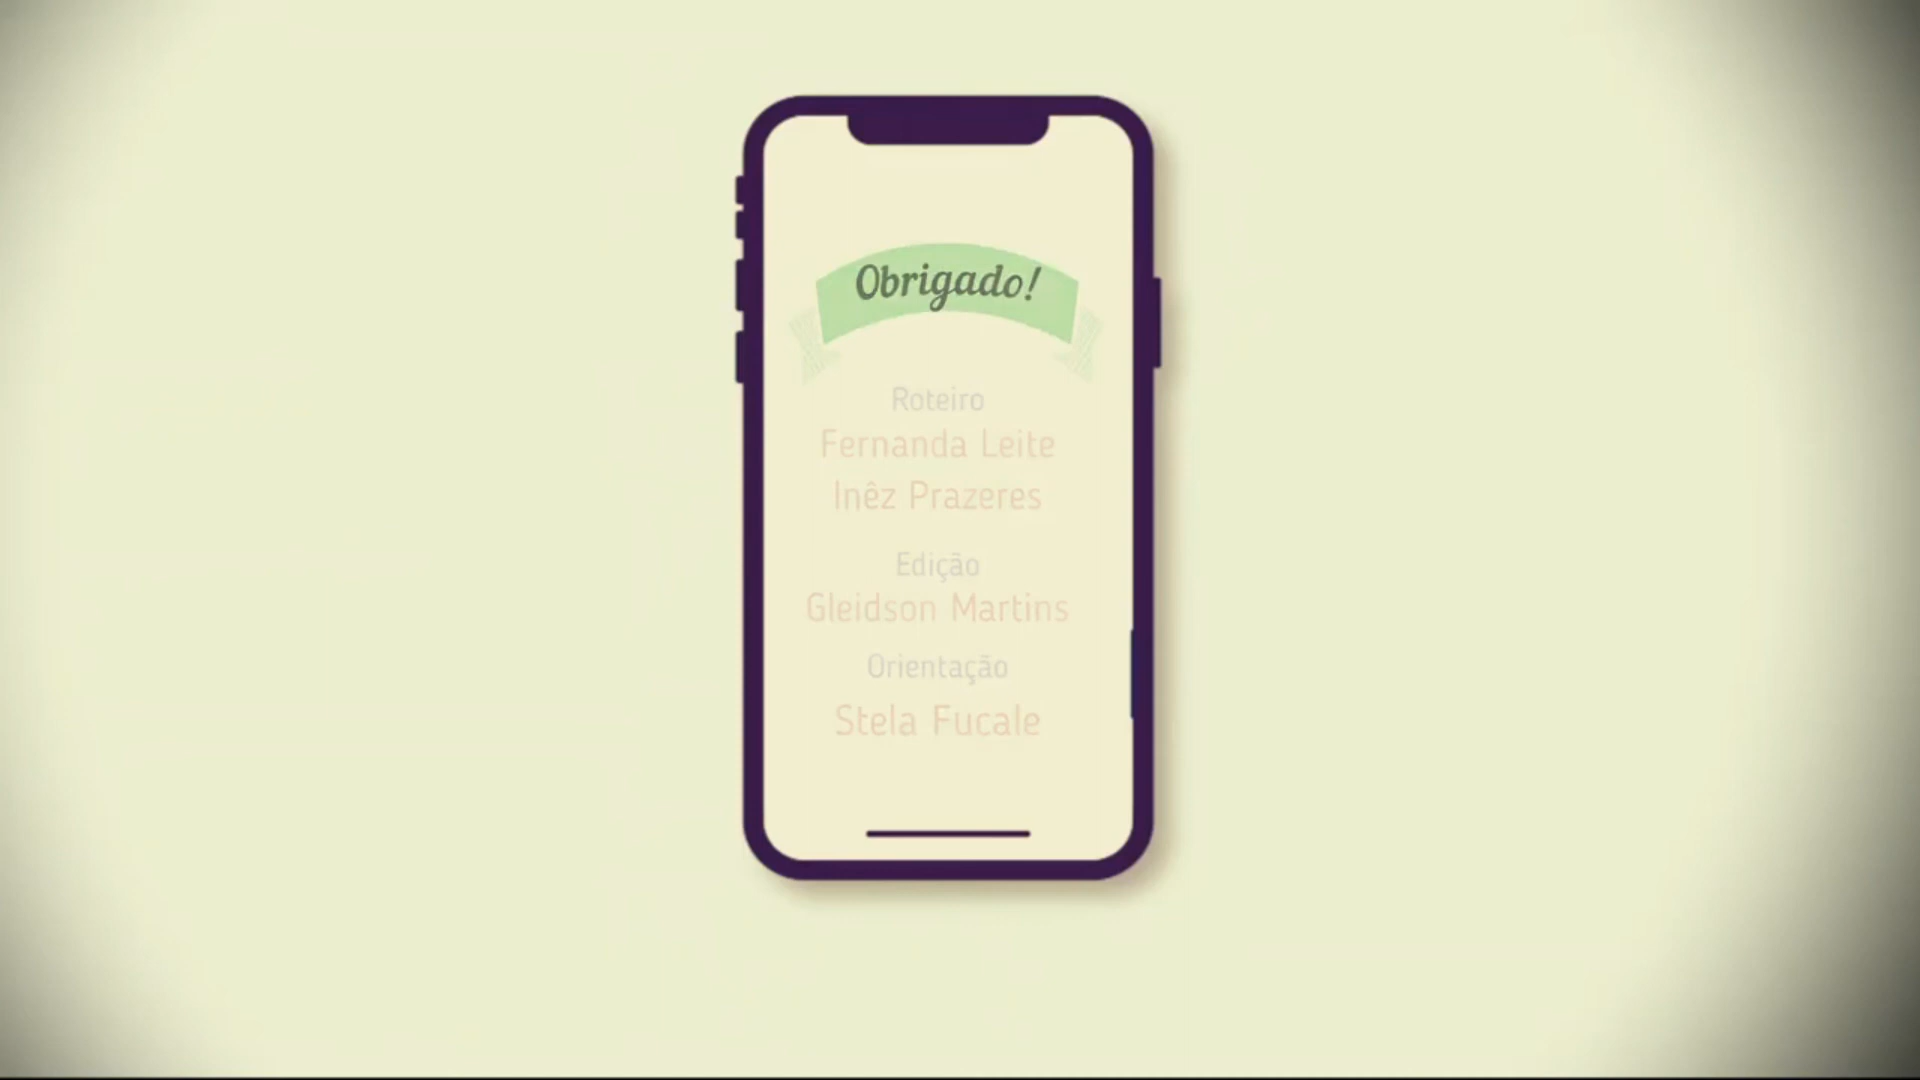 Obrigado!
Roteiro
Fernanda Leite
Inêz Prazeres
Edição
Gleidson Martins
Orientação
Stela Fucale